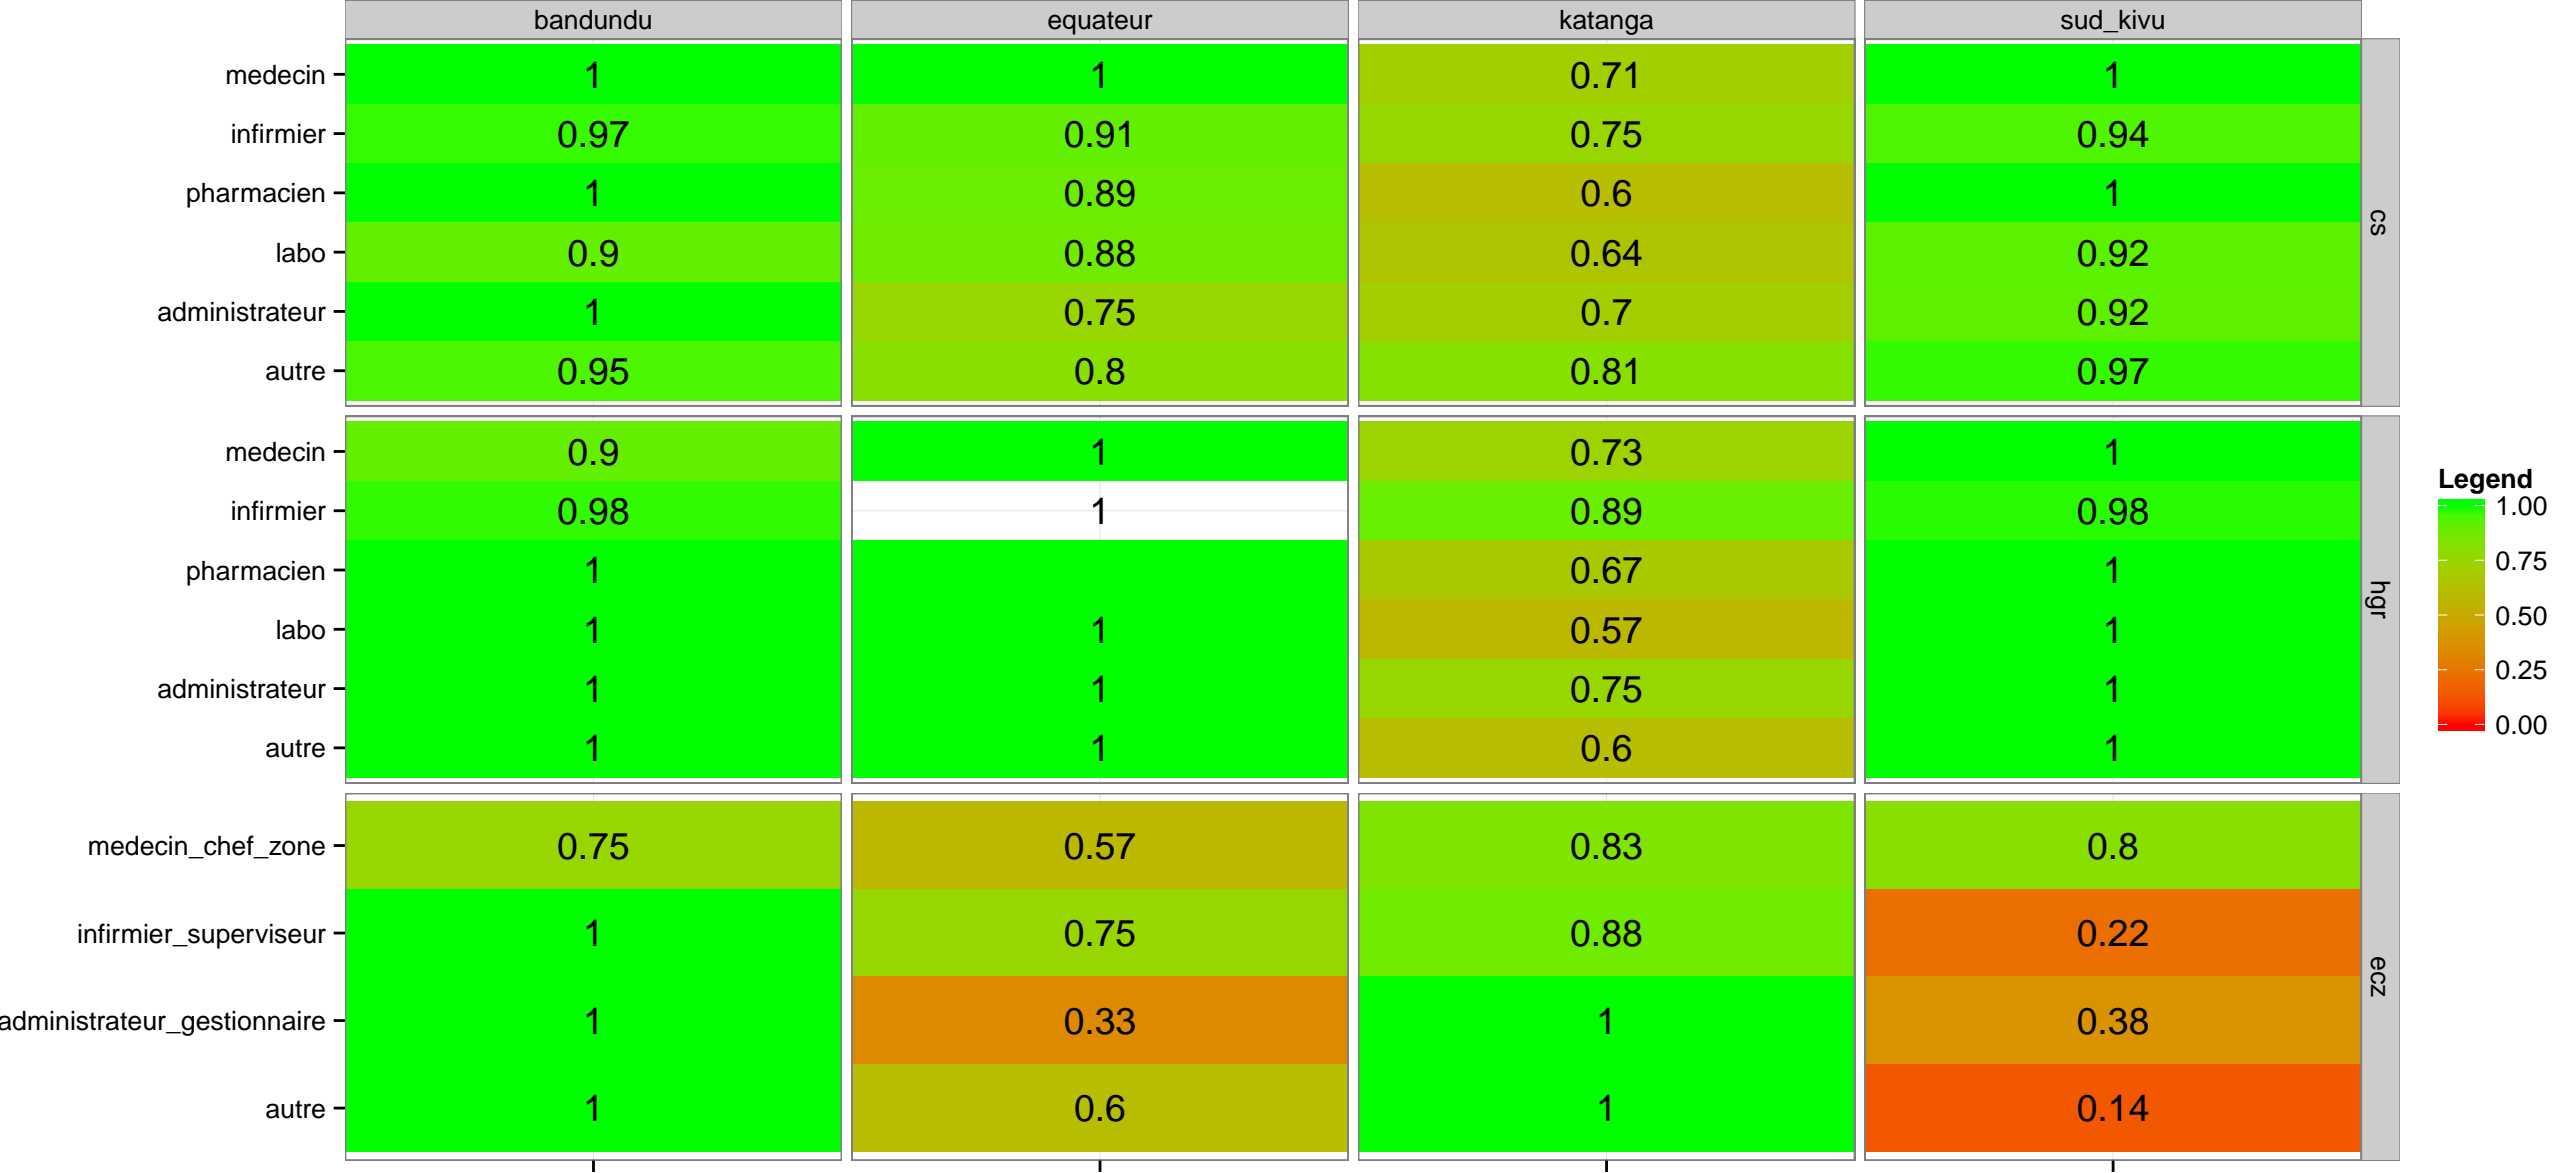 bandundu equateur katanga sud_kivu
medecin 1 1 0.71 1
infirmier 0.97 0.91 0.75 0.94
pharmacien 1 0.89 0.6 1
labo 0.9 0.88 0.64 0.92
administrateur 1 0.75 0.7 0.92
autre 0.95 0.8 0.81 0.97
cs
medecin 0.9 1 0.73 1
infirmier 0.98 1 0.89 0.98
pharmacien 1 0.67 1
labo 1 1 0.57 1
administrateur 1 1 0.75 1
autre 1 1 0.6 1
hgr
medecin_chef_zone 0.75 0.57 0.83 0.8
infirmier_superviseur 1 0.75 0.88 0.22
administrateur_gestionnaire 1 0.33 1 0.38
autre 1 0.6 1 0.14
ecz
Legend
1.00
0.75
0.50
0.25
0.00